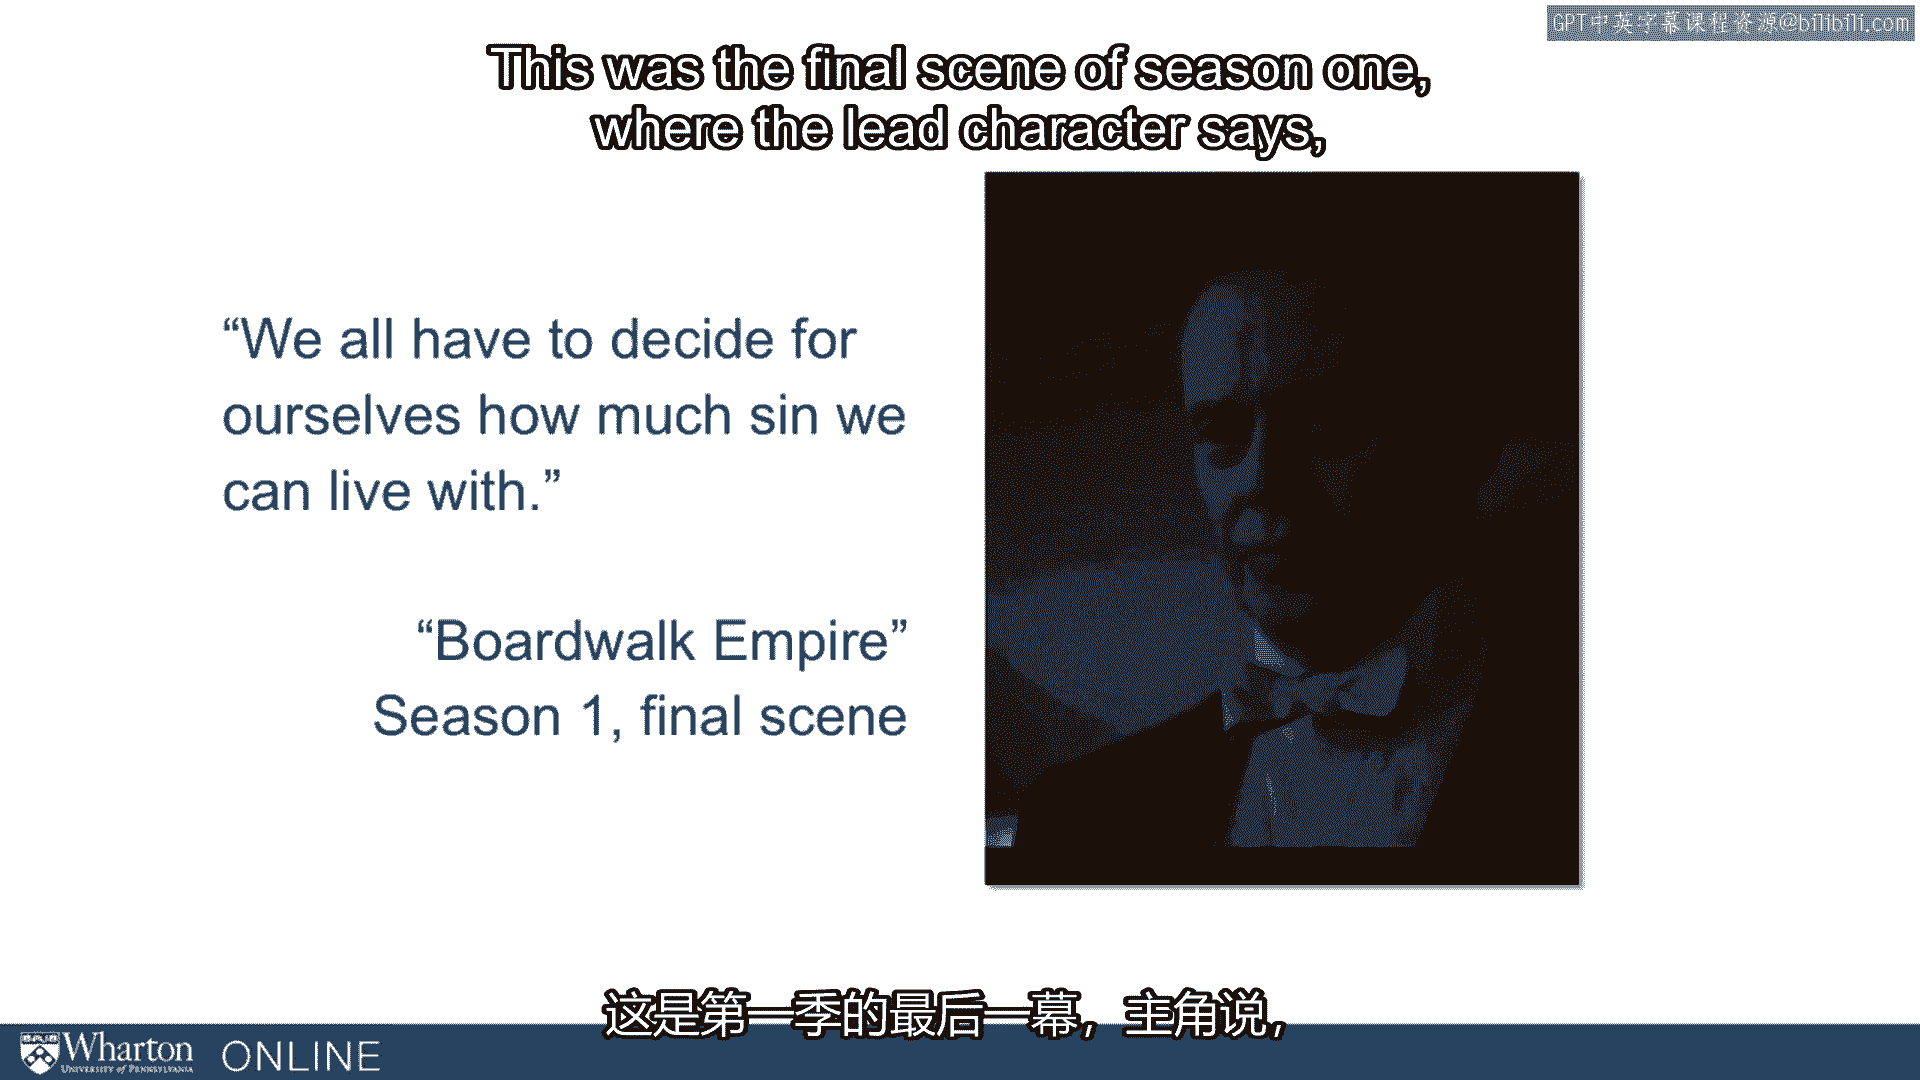 GPT中英字幕课程资源@bilibili.com
This was the final scene of season one,
where the lead character says,
“We all have to decide for
ourselves how much sin we
can live with.”
“Boardwalk Empire”
Season 1, final scene
这是第一季的最后一幕，主角说，
Wharton
UNIVERSITY of PENNSYLVANIA
ONLINE